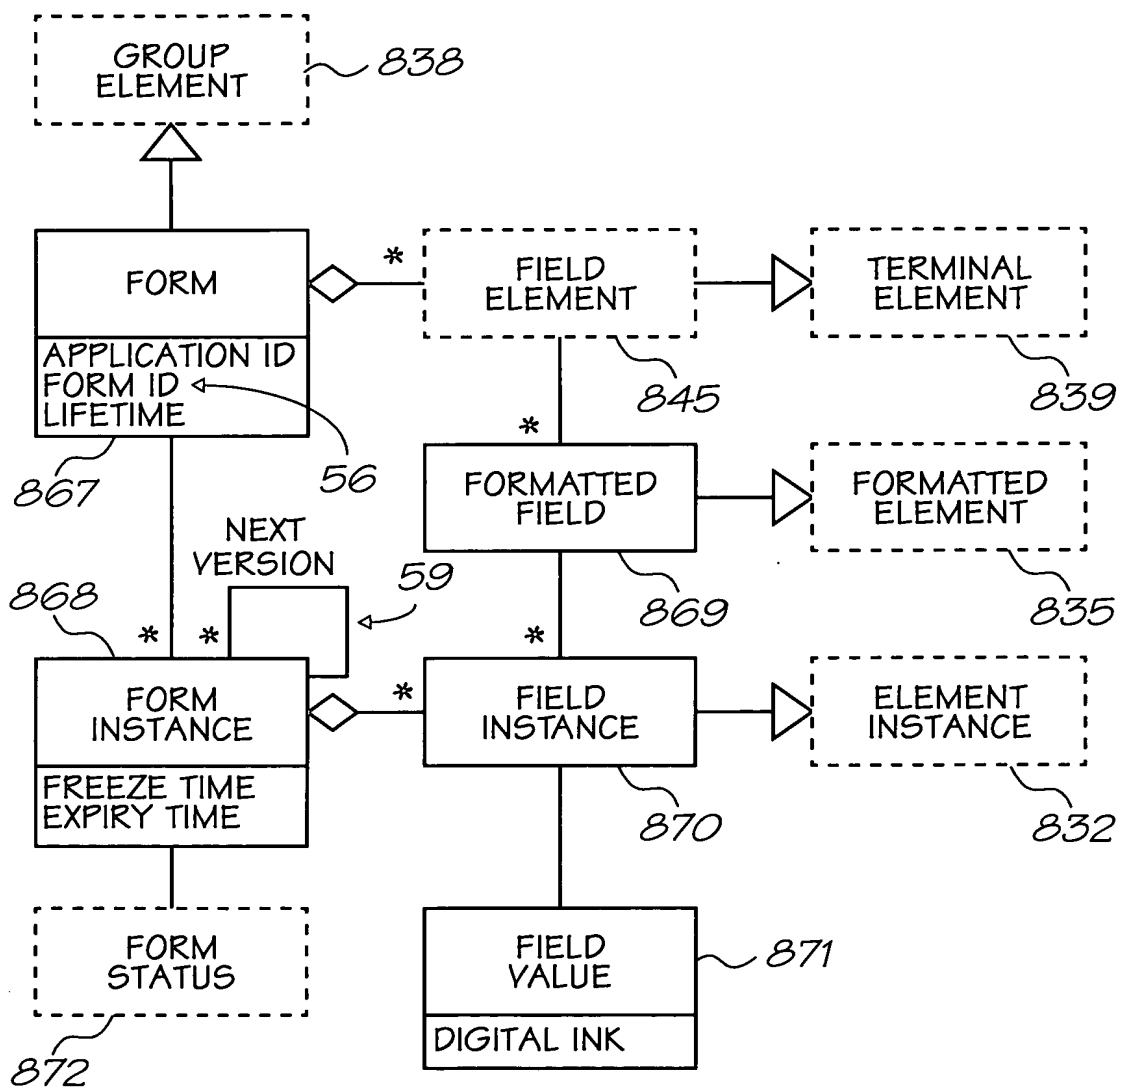 GROUP
ELEMENT
838
*
FORM
FIELD
ELEMENT
TERMINAL
ELEMENT
APPLICATION ID
FORM ID
LIFETIME
845
839
*
867
56
FORMATTED
FIELD
FORMATTED
ELEMENT
NEXT
VERSION
59
868
869
835
*
*
*
FORM
INSTANCE
*
FIELD
INSTANCE
ELEMENT
INSTANCE
FREEZE TIME
EXPIRY TIME
870
832
FORM
STATUS
FIELD
VALUE
871
DIGITAL INK
872